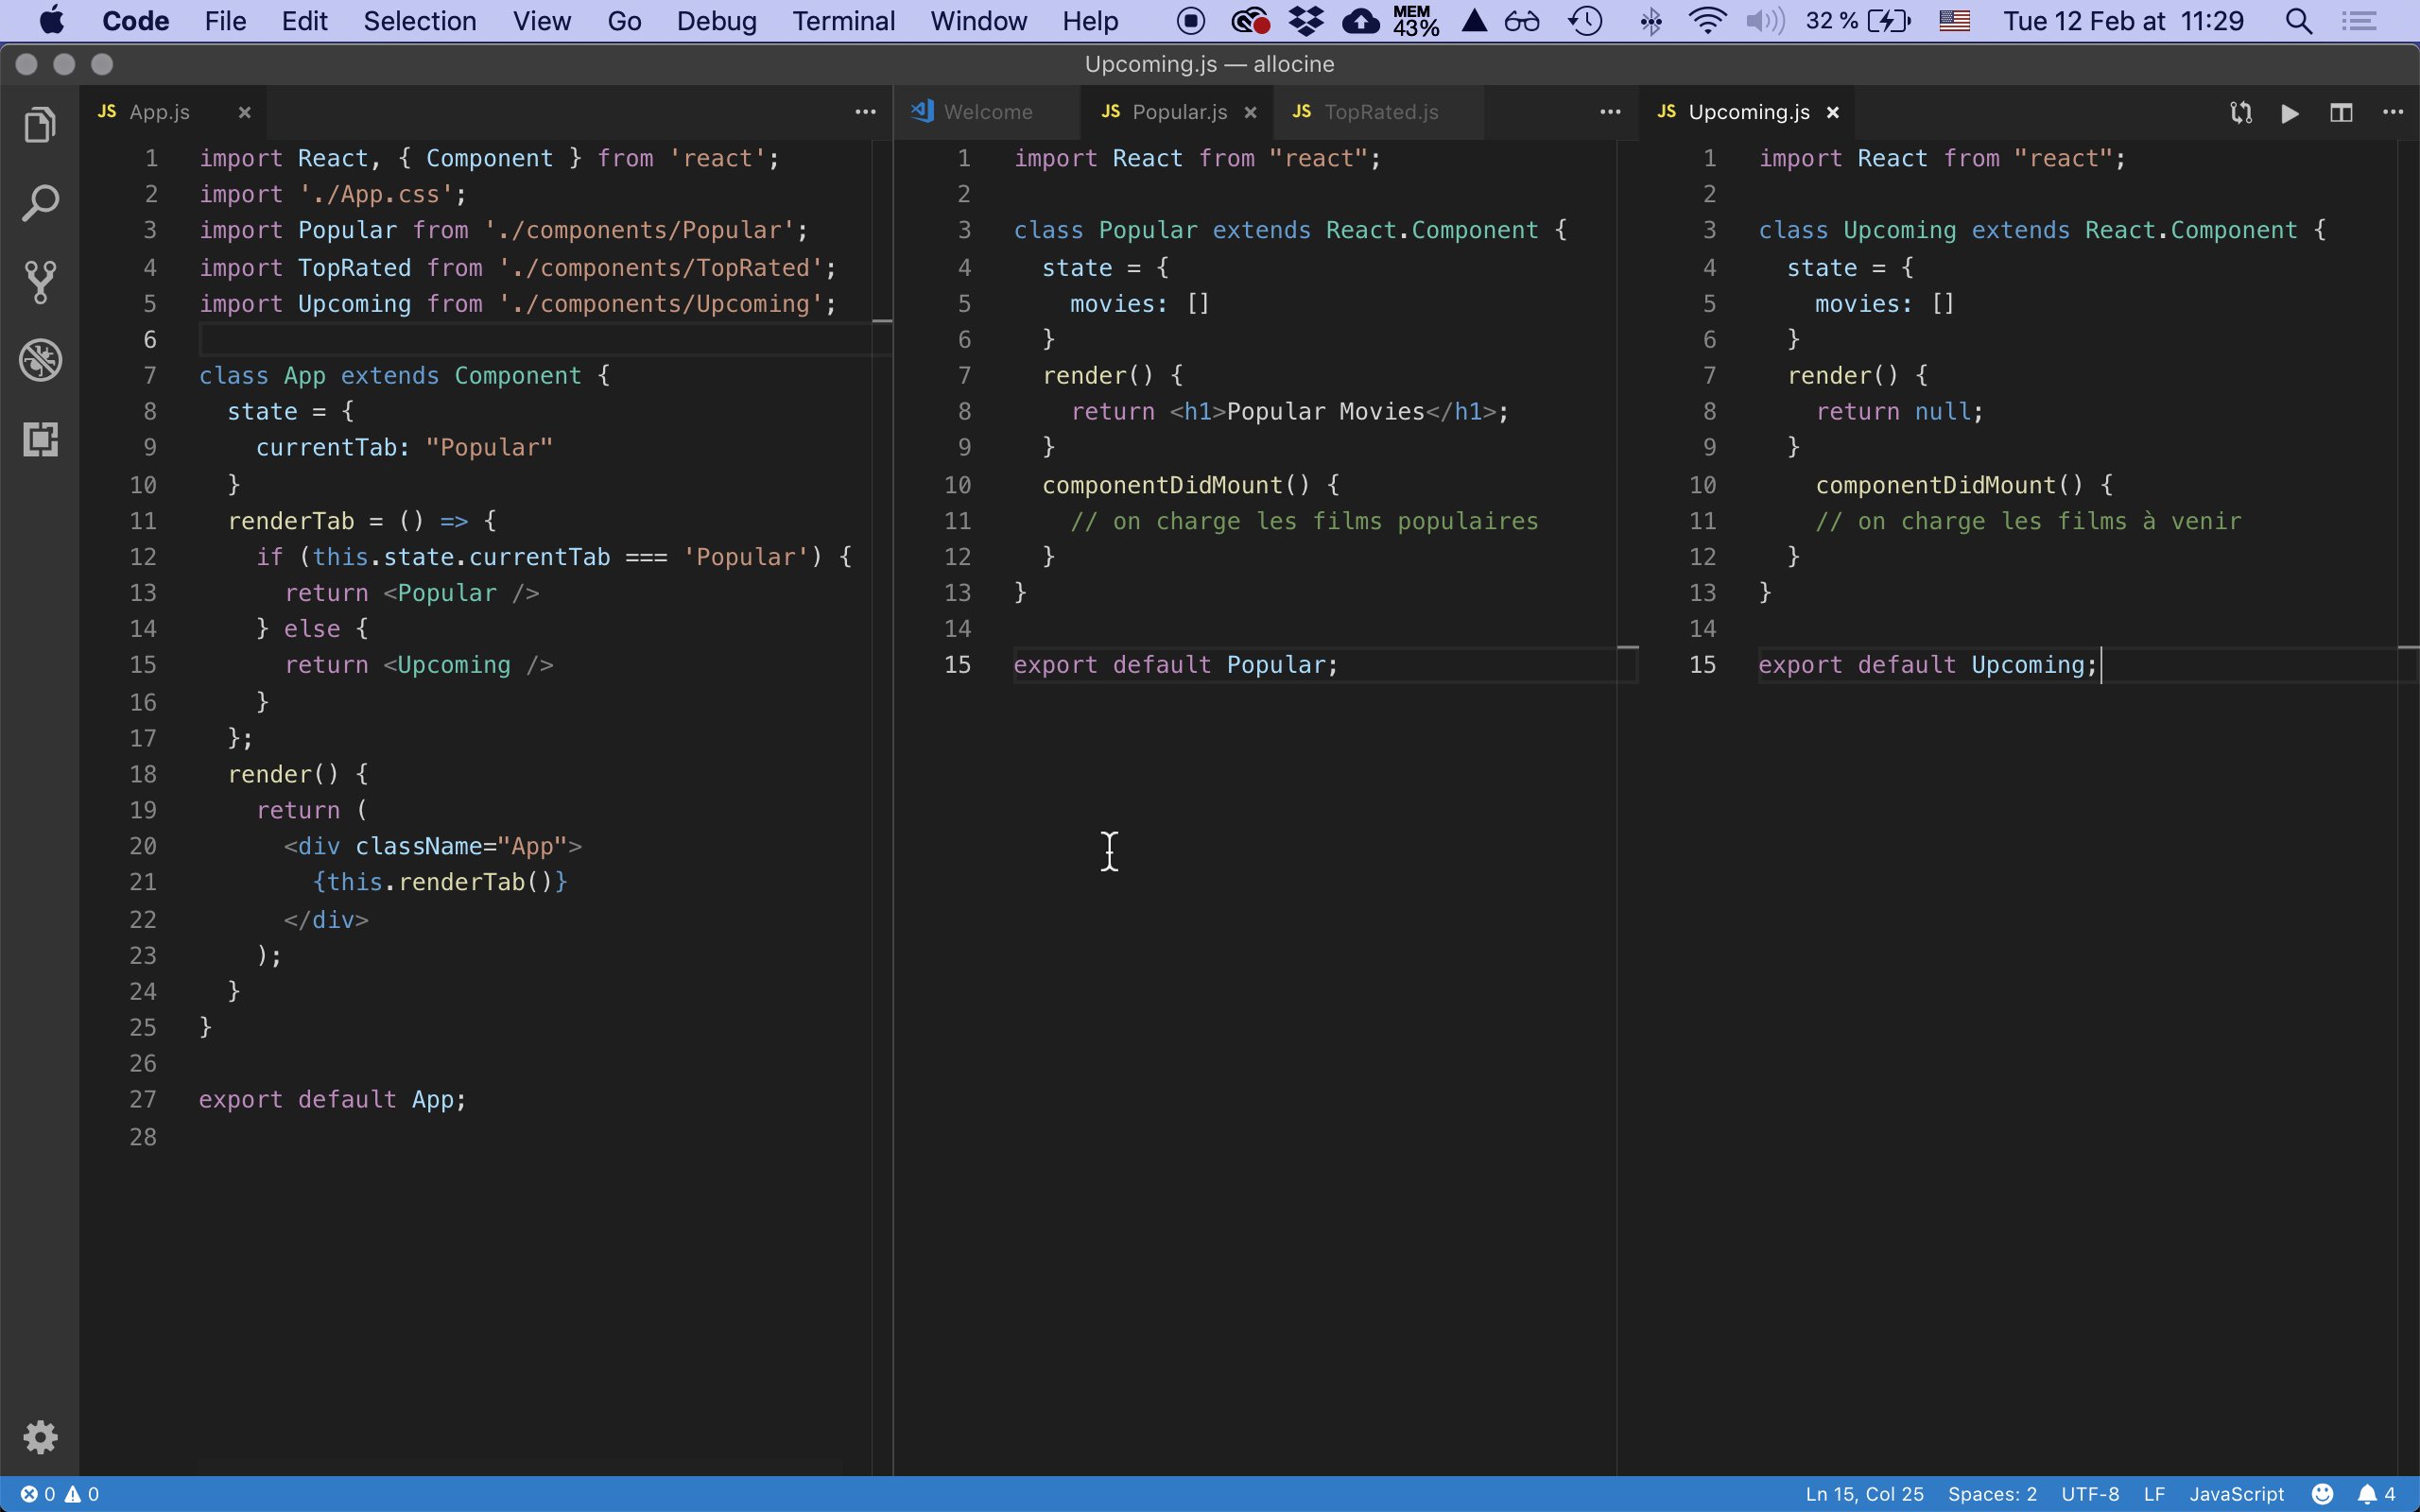 Code File Edit Selection View Go Debug Terminal Window Help MEM 43% 32 % Tue 12 Feb at 11:29
Upcoming.js — allocine
JS App.js ×
1 import React, { Component } from 'react';
2 import './App.css';
3 import Popular from './components/Popular';
4 import TopRated from './components/TopRated';
5 import Upcoming from './components/Upcoming';
6
7 class App extends Component {
8 state = {
9 currentTab: "Popular"
10 }
11 renderTab = () => {
12 if (this.state.currentTab === 'Popular') {
13 return <Popular />
14 } else {
15 return <Upcoming />
16 }
17 };
18 render() {
19 return (
20 <div className="App">
21 {this.renderTab()}
22 </div>
23 );
24 }
25 }
26
27 export default App;
28
Welcome JS Popular.js × JS TopRated.js
1 import React from "react";
2
3 class Popular extends React.Component {
4 state = {
5 movies: []
6 }
7 render() {
8 return <h1>Popular Movies</h1>;
9 }
10 componentDidMount() {
11 // on charge les films populaires
12 }
13 }
14
15 export default Popular;
JS Upcoming.js ×
1 import React from "react";
2
3 class Upcoming extends React.Component {
4 state = {
5 movies: []
6 }
7 render() {
8 return null;
9 }
10 componentDidMount() {
11 // on charge les films à venir
12 }
13 }
14
15 export default Upcoming;
0 0 Ln 15, Col 25 Spaces: 2 UTF-8 LF JavaScript 4